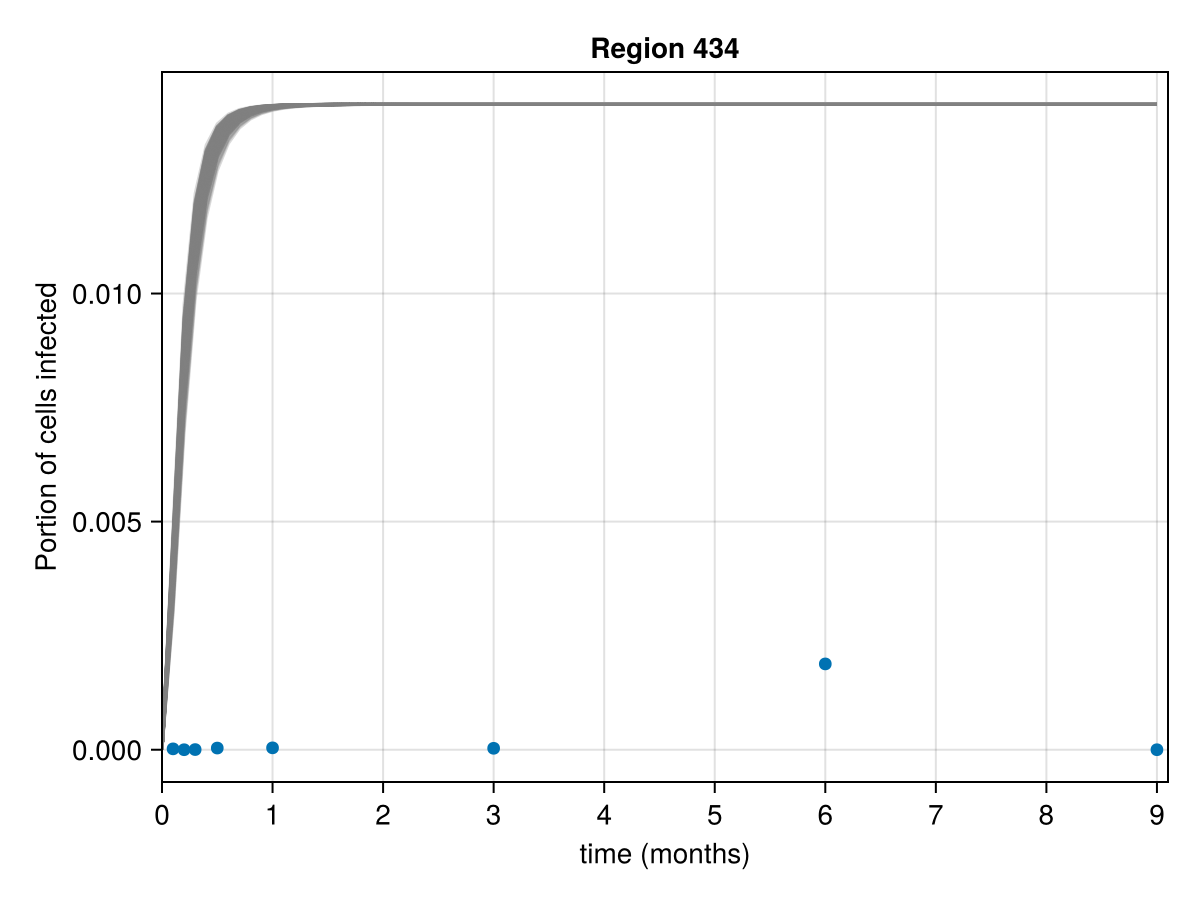 Region 434
Portion of cells infected
0.010
0.005
0.000
0 1 2 3 4 5 6 7 8 9
time (months)